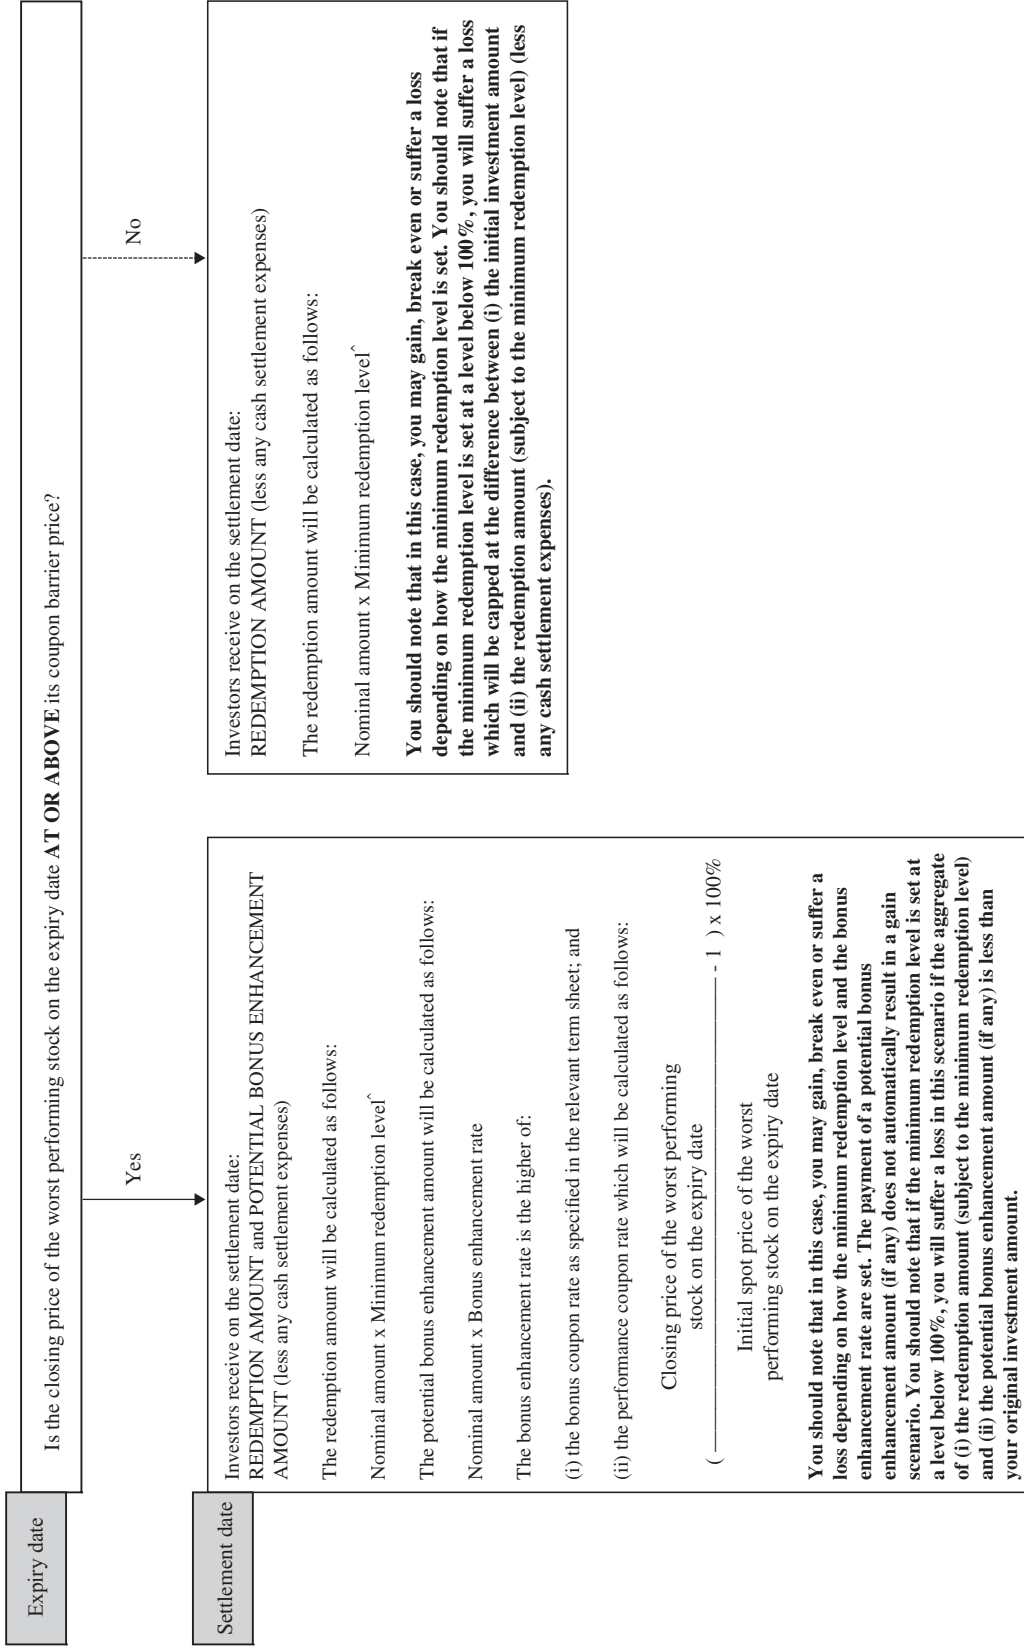 Expiry date
Is the closing price of the worst performing stock on the expiry date AT OR ABOVE its coupon barrier price?
Yes
No
Settlement date
Investors receive on the settlement date:
REDEMPTION AMOUNT and POTENTIAL BONUS ENHANCEMENT
AMOUNT (less any cash settlement expenses)
The redemption amount will be calculated as follows:
Nominal amount x Minimum redemption level^
The potential bonus enhancement amount will be calculated as follows:
Nominal amount x Bonus enhancement rate
The bonus enhancement rate is the higher of:
(i) the bonus coupon rate as specified in the relevant term sheet; and
(ii) the performance coupon rate which will be calculated as follows:
Closing price of the worst performing
stock on the expiry date
( - 1 ) x 100%
Initial spot price of the worst
performing stock on the expiry date
You should note that in this case, you may gain, break even or suffer a
loss depending on how the minimum redemption level and the bonus
enhancement rate are set. The payment of a potential bonus
enhancement amount (if any) does not automatically result in a gain
scenario. You should note that if the minimum redemption level is set at
a level below 100%, you will suffer a loss in this scenario if the aggregate
of (i) the redemption amount (subject to the minimum redemption level)
and (ii) the potential bonus enhancement amount (if any) is less than
your original investment amount.
Investors receive on the settlement date:
REDEMPTION AMOUNT (less any cash settlement expenses)
The redemption amount will be calculated as follows:
Nominal amount x Minimum redemption level^
You should note that in this case, you may gain, break even or suffer a loss
depending on how the minimum redemption level is set. You should note that if
the minimum redemption level is set at a level below 100%, you will suffer a loss
which will be capped at the difference between (i) the initial investment amount
and (ii) the redemption amount (subject to the minimum redemption level) (less
any cash settlement expenses).